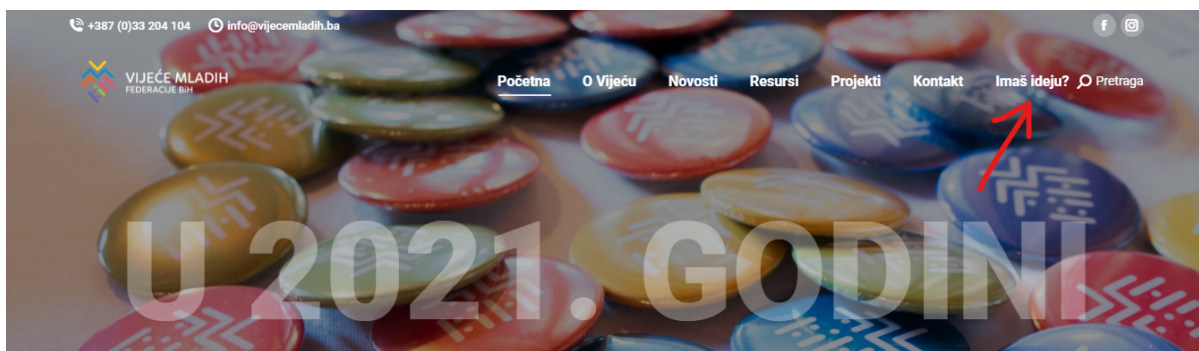 +387 (0)33 204 104 info@vijecemladih.ba
VIJEĆE MLADIH
FEDERACIJE BiH
Početna O Vijeću Novosti Resursi Projekti Kontakt Imaš ideju? Pretraga
U 2021. GODINI